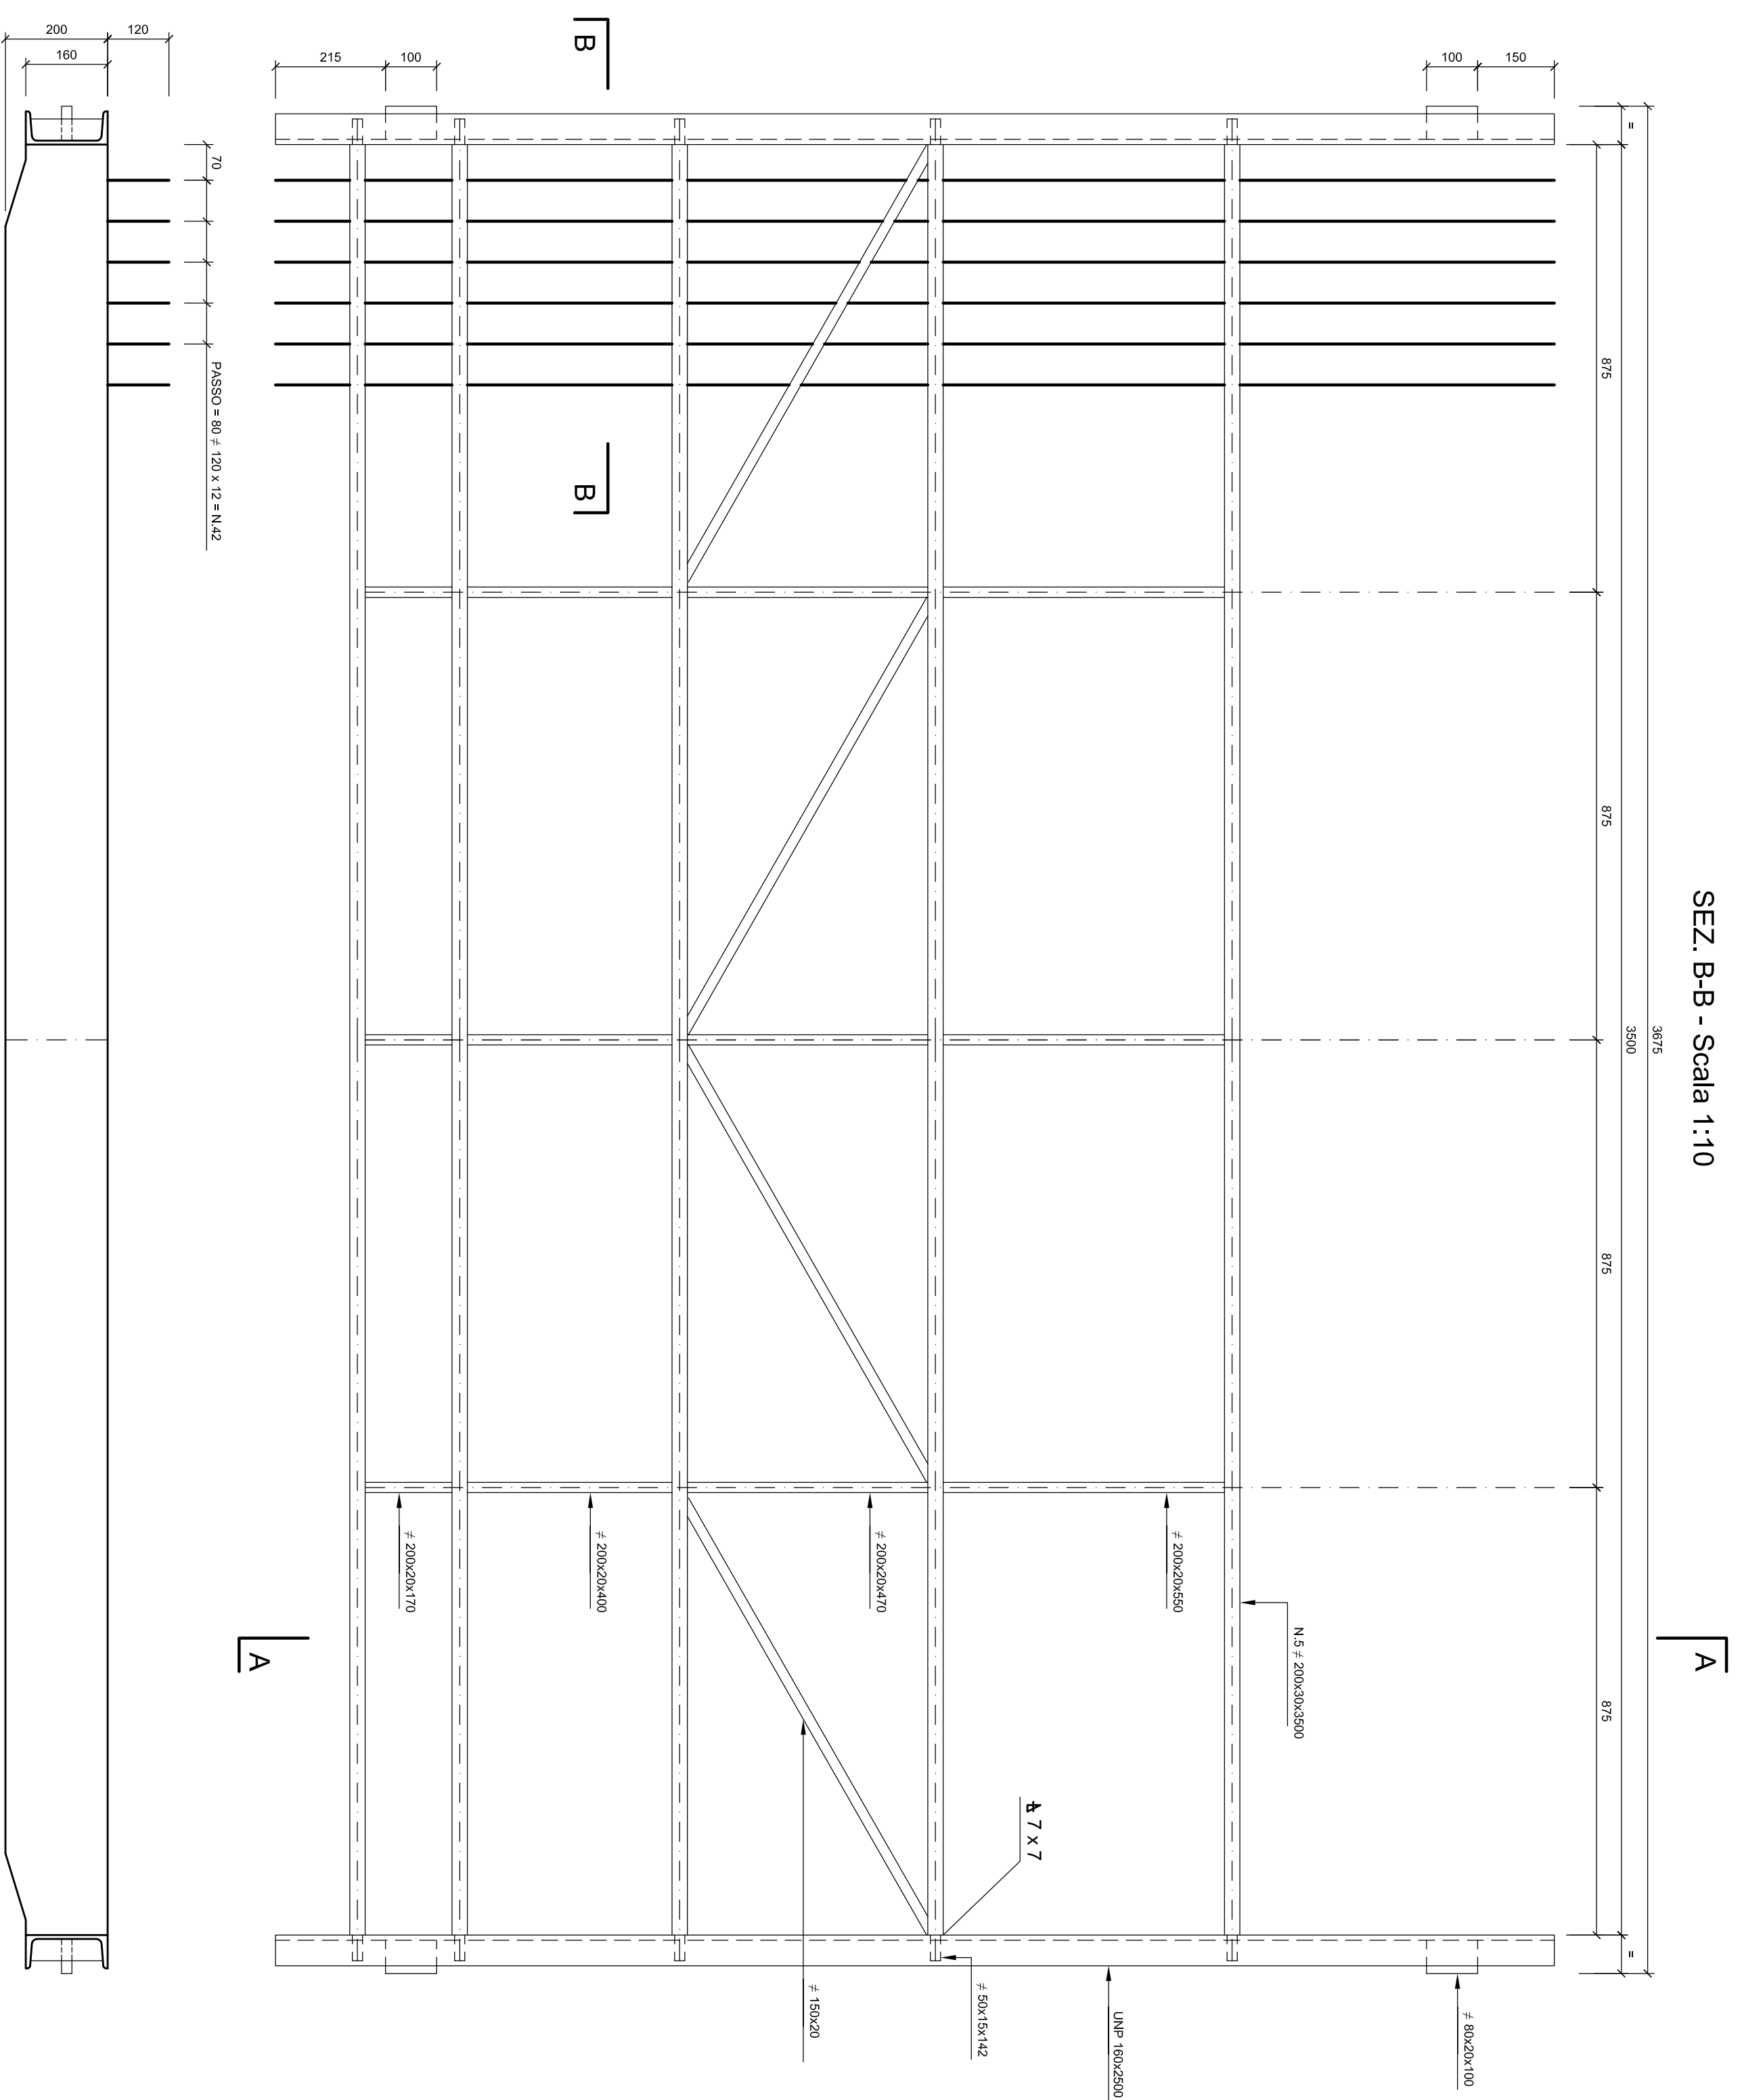 SEZ. B-B - Scala 1:10
3675
3500
=
875
875
875
875
=
A
A
B
B
150
100
100
215
120
200
160
70
PASSO = 80 ≠ 120 x 12 = N.42
N.5 ≠ 200x30x3500
≠ 200x20x550
≠ 200x20x470
≠ 200x20x400
≠ 200x20x170
7 x 7
≠ 80x20x100
UNP 160x2500
≠ 50x15x142
≠ 150x20